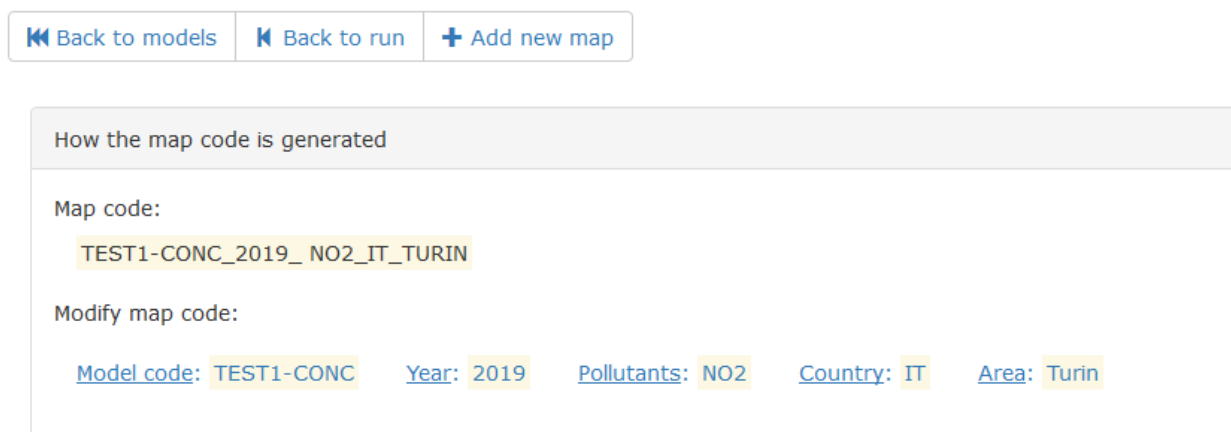 Back to models Back to run Add new map
How the map code is generated
Map code:
TEST1-CONC_2019_ NO2_IT_TURIN
Modify map code:
Model code: TEST1-CONC Year: 2019 Pollutants: NO2 Country: IT Area: Turin